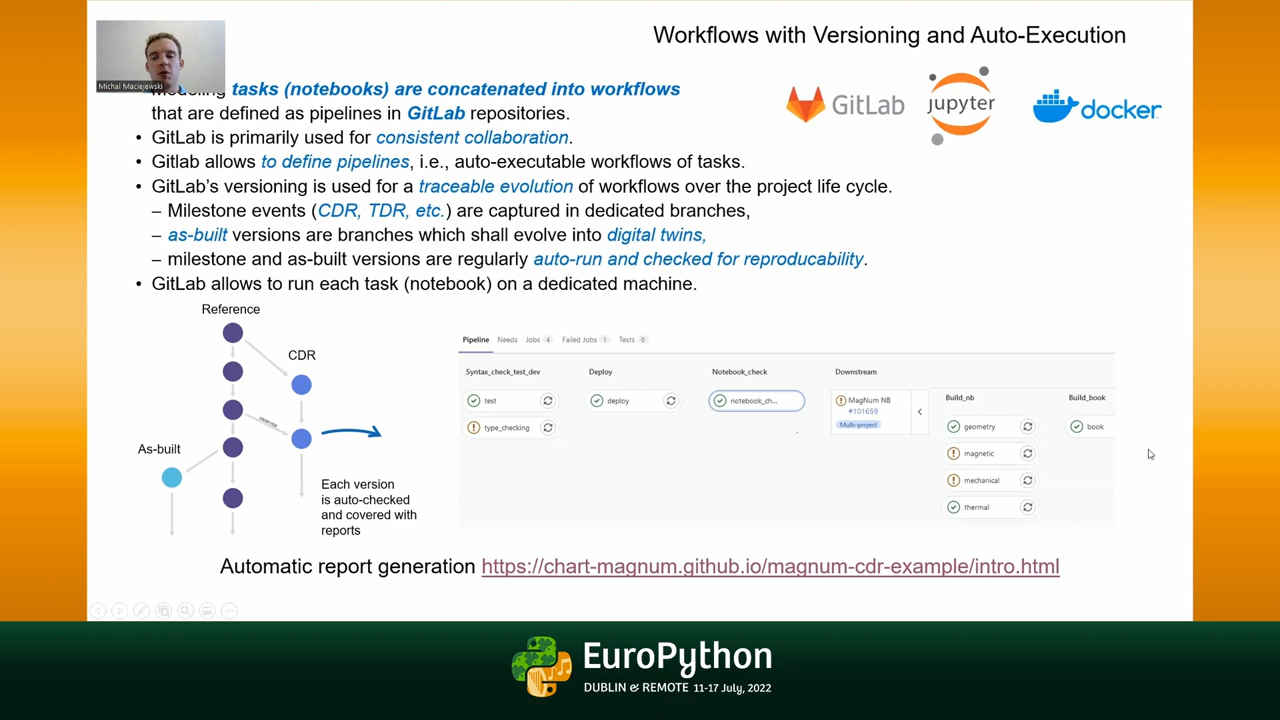 Workflows with Versioning and Auto-Execution
Michal Maciejewski
tasks (notebooks) are concatenated into workflows
that are defined as pipelines in GitLab repositories.
• GitLab is primarily used for consistent collaboration.
• Gitlab allows to define pipelines, i.e., auto-executable workflows of tasks.
• GitLab's versioning is used for a traceable evolution of workflows over the project life cycle.
– Milestone events (CDR, TDR, etc.) are captured in dedicated branches,
– as-built versions are branches which shall evolve into digital twins,
– milestone and as-built versions are regularly auto-run and checked for reproducability.
• GitLab allows to run each task (notebook) on a dedicated machine.
GitLab
jupyter
docker
Reference
CDR
As-built
Each version
is auto-checked
and covered with
reports
Pipeline Needs Jobs 4 Failed Jobs 1 Tests 0
Syntax_check_test_dev
test
type_checking
Deploy
deploy
Notebook_check
notebook_ch...
Downstream
MagNum NB
#101659
Multi-project
Build_nb
geometry
magnetic
mechanical
thermal
Build_book
book
Automatic report generation https://chart-magnum.github.io/magnum-cdr-example/intro.html
EuroPython
DUBLIN & REMOTE 11-17 July, 2022